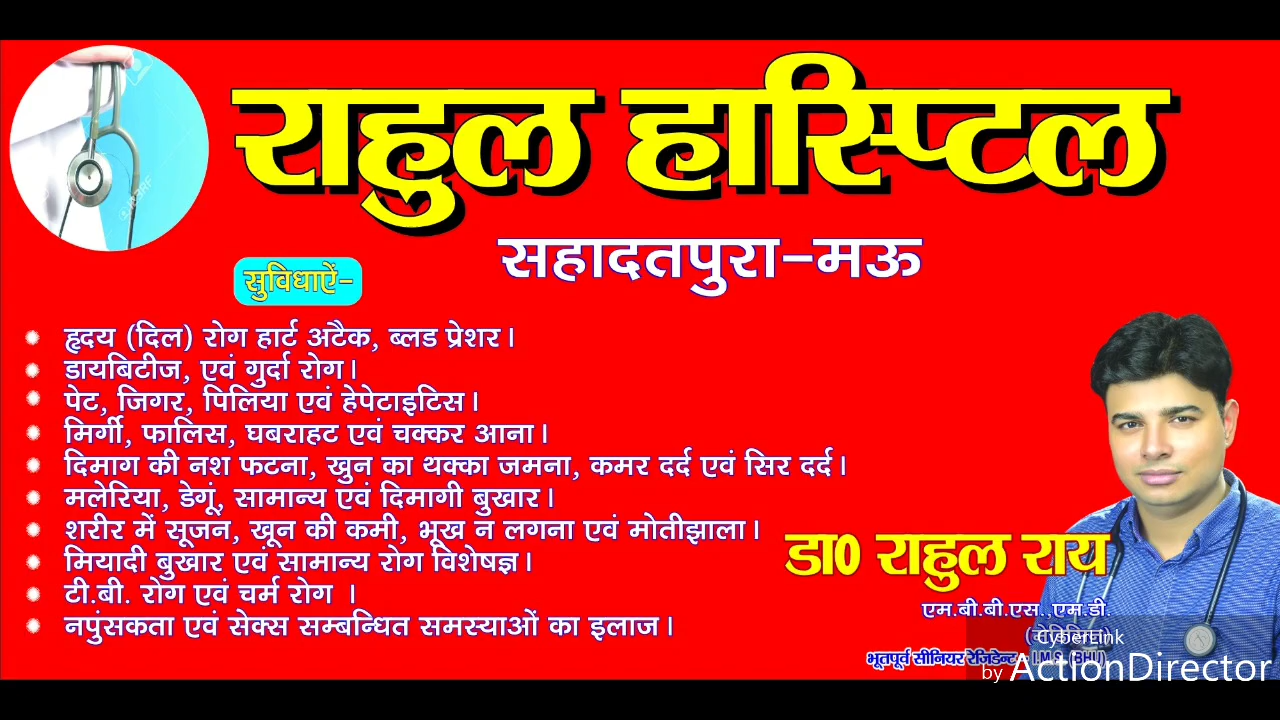 राहुल हास्पिटल
सहादतपुरा-मऊ
सुविधाऐं-
हृदय (दिल) रोग हार्ट अटैक, ब्लड प्रेशर।
डायबिटीज, एवं गुर्दा रोग।
पेट, जिगर, पिलिया एवं हेपेटाइटिस।
मिर्गी, फालिस, घबराहट एवं चक्कर आना।
दिमाग की नश फटना, खुन का थक्का जमना, कमर दर्द एवं सिर दर्द।
मलेरिया, डेगूं, सामान्य एवं दिमागी बुखार।
शरीर में सूजन, खून की कमी, भूख न लगना एवं मोतीझाला।
मियादी बुखार एवं सामान्य रोग विशेषज्ञ।
टी.बी. रोग एवं चर्म रोग ।
नपुंसकता एवं सेक्स सम्बन्धित समस्याओं का इलाज।
डा0 राहुल राय
एम.बी.बी.एस., एम.डी.
भूतपूर्व सीनियर रेजिडेन्ट - I.M.S. (BHU)
CyberLink
by ActionDirector